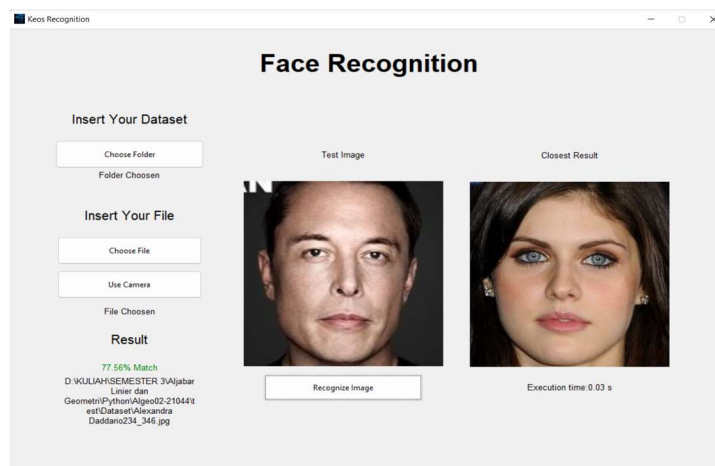 Keos Recognition
Face Recognition
Insert Your Dataset
Choose Folder
Folder Choosen
Insert Your File
Choose File
Use Camera
File Choosen
Result
77.56% Match
D:\KULIAH\SEMESTER 3\Aljabar
Linier dan
Geometri\Python\Algeo02-21044\t
est\Dataset\Alexandra
Daddario234_346.jpg
Test Image
AN
Recognize Image
Closest Result
Execution time:0.03 s